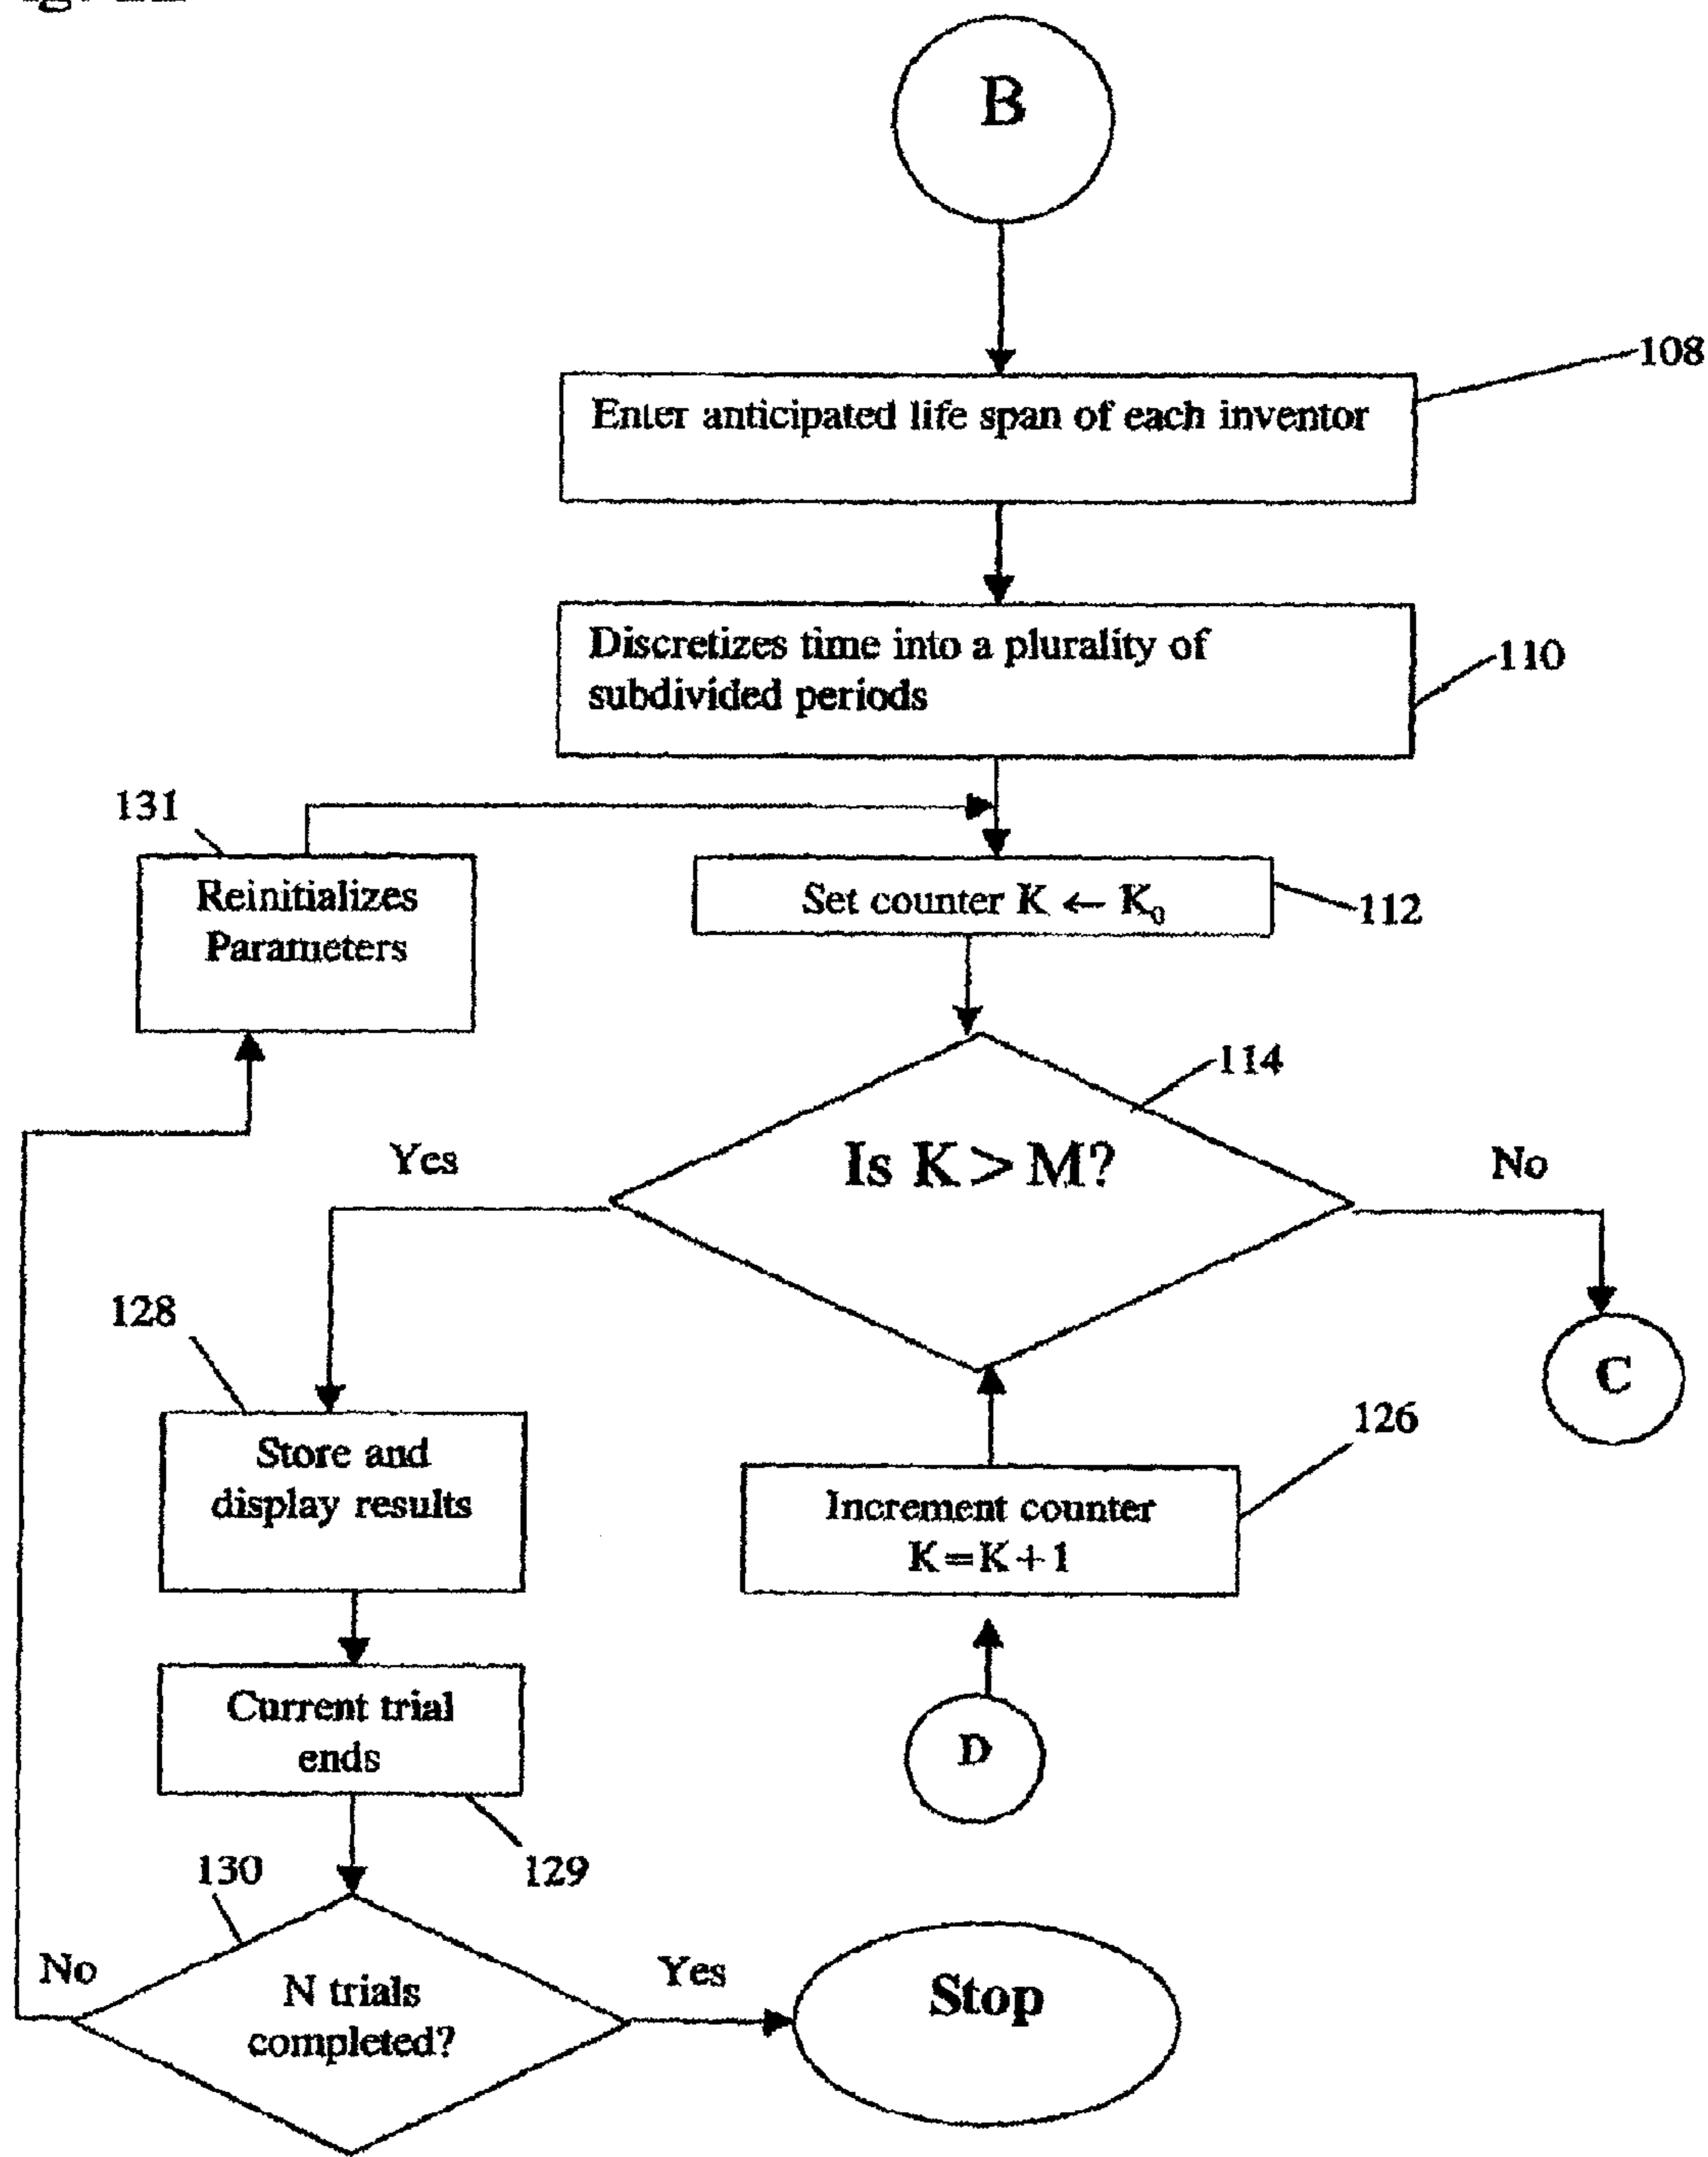 B
108
Enter anticipated life span of each inventor
Discretizes time into a plurality of
subdivided periods
110
131
Reinitializes
Parameters
Set counter K ← K₀
112
114
Is K > M?
Yes
No
128
C
Store and
display results
126
Increment counter
K=K+1
Current trial
ends
D
129
130
No
N trials
completed?
Yes
Stop